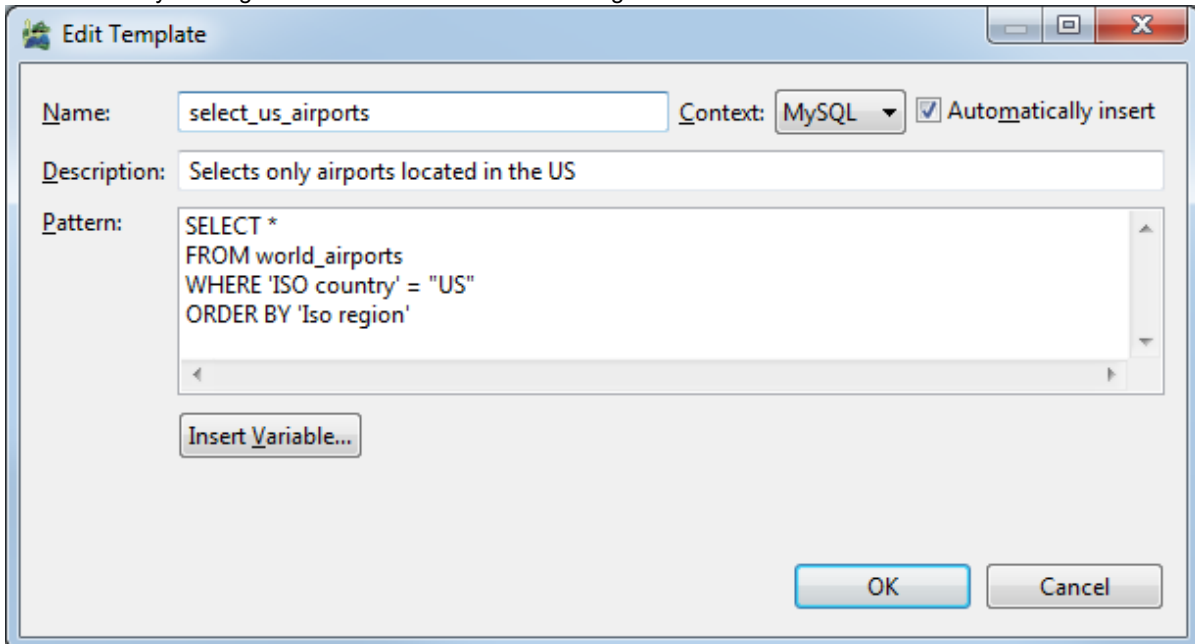 Edit Template
Name: select_us_airports Context: MySQL Automatically insert
Description: Selects only airports located in the US
Pattern: SELECT *
FROM world_airports
WHERE 'ISO country' = "US"
ORDER BY 'Iso region'
Insert Variable...
OK Cancel